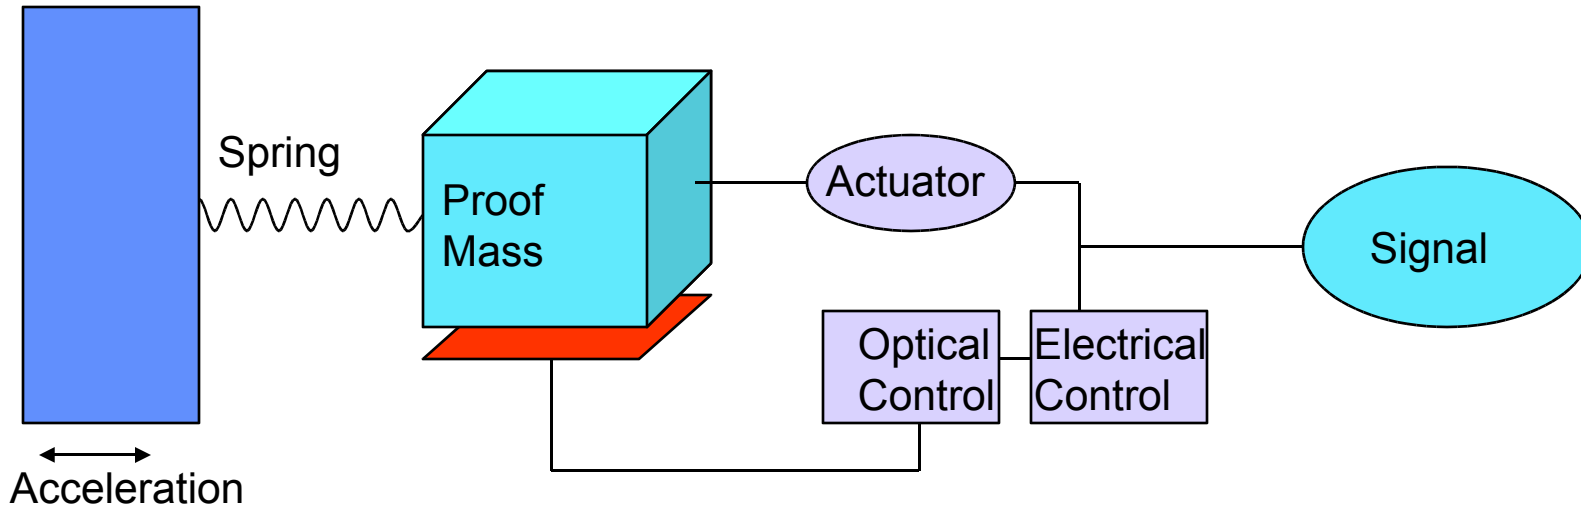 Spring
Proof
Mass
Actuator
Signal
Optical
Control
Electrical
Control
Acceleration